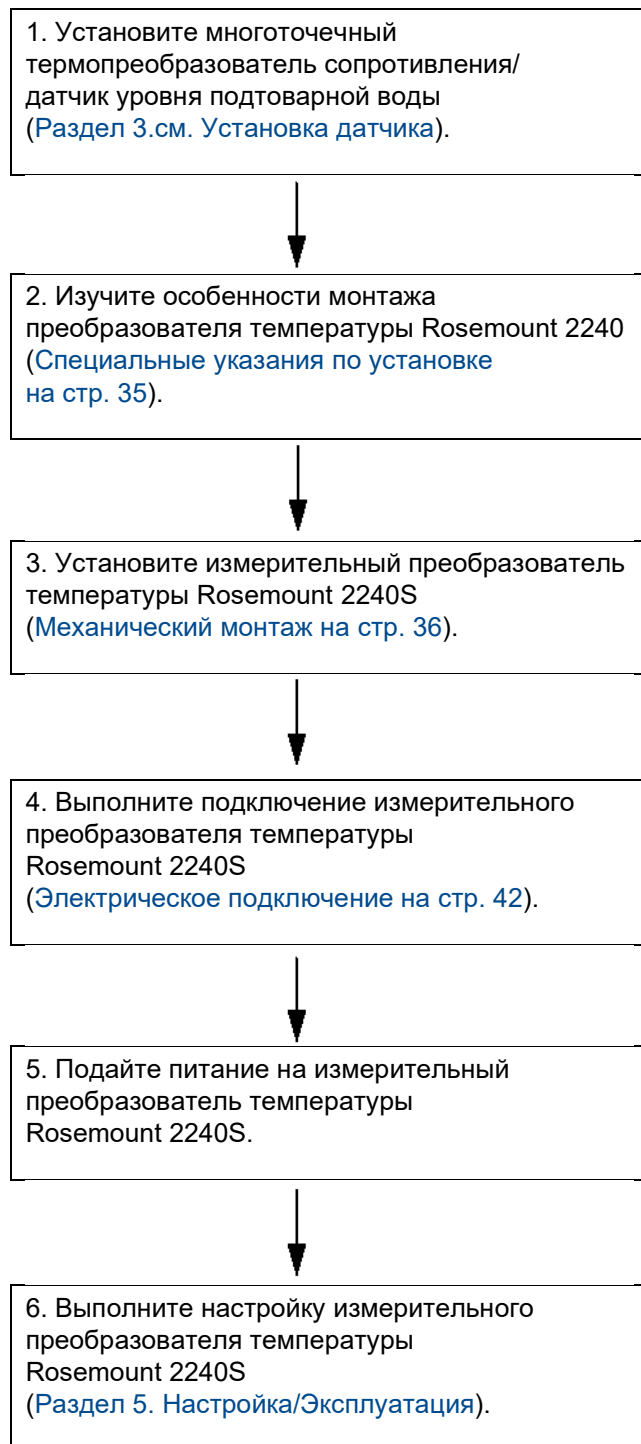 1. Установите многоточечный
термопреобразователь сопротивления/
датчик уровня подтоварной воды
(Раздел 3.см. Установка датчика).
2. Изучите особенности монтажа
преобразователя температуры Rosemount 2240
(Специальные указания по установке
на стр. 35).
3. Установите измерительный преобразователь
температуры Rosemount 2240S
(Механический монтаж на стр. 36).
4. Выполните подключение измерительного
преобразователя температуры
Rosemount 2240S
(Электрическое подключение на стр. 42).
5. Подайте питание на измерительный
преобразователь температуры
Rosemount 2240S.
6. Выполните настройку измерительного
преобразователя температуры
Rosemount 2240S
(Раздел 5. Настройка/Эксплуатация).